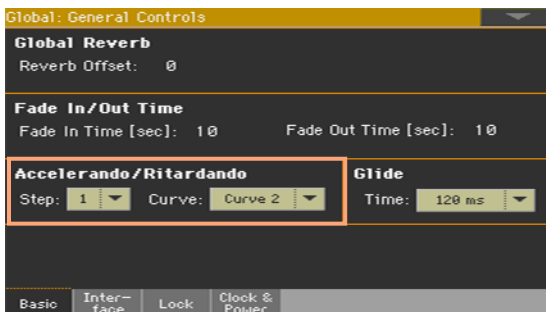 Global: General Controls
Global Reverb
Reverb Offset: 0
Fade In/Out Time
Fade In Time [sec]: 10 Fade Out Time [sec]: 10
Accelerando/Ritardando Glide
Step: 1 Curve: Curve 2 Time: 120 ms
Basic Inter-face Lock Clock & Power